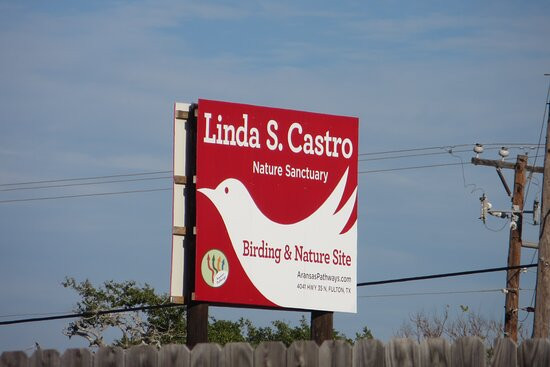 Linda S. Castro
Nature Sanctuary
Birding & Nature Site
AransasPathways.com
4041 HWY 35 N, FULTON, TX